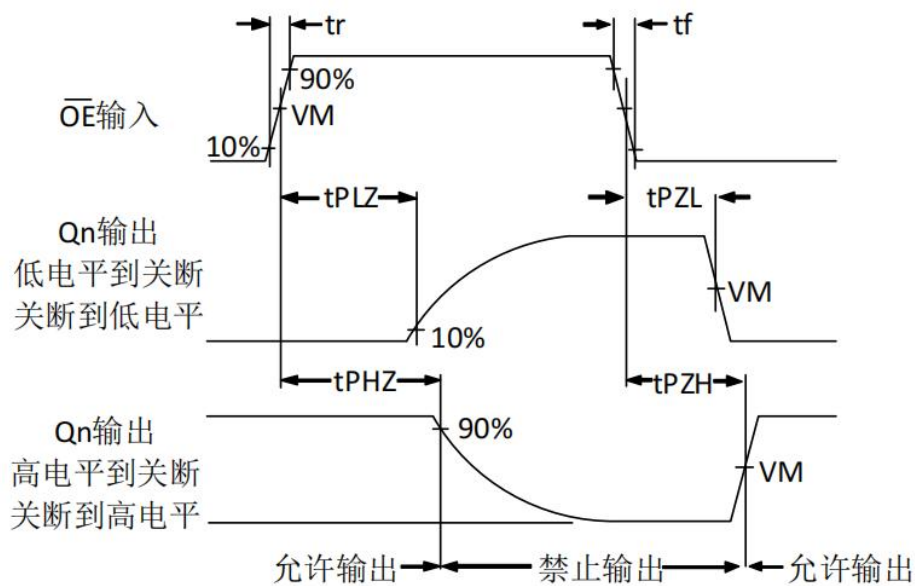 tr
tf
90%
O̅E̅输入
VM
10%
tPLZ
tPZL
Qn输出
低电平到关断
关断到低电平
VM
10%
tPHZ
tPZH
Qn输出
高电平到关断
关断到高电平
90%
VM
允许输出
禁止输出
允许输出